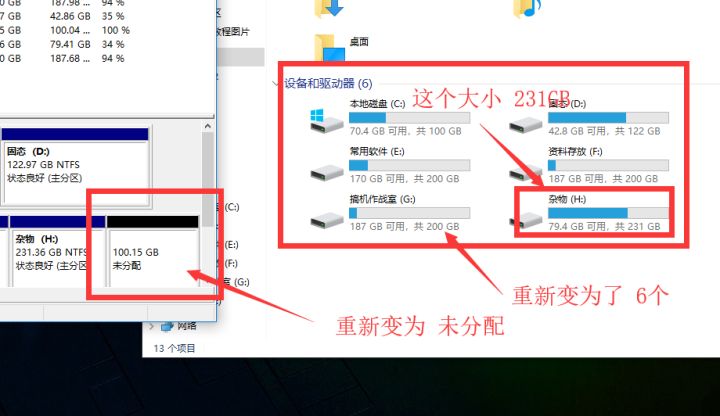 0 GB 187.98 ... 94 %
7 GB 42.86 GB 35 %
5 GB 100.04 ... 100 %
6 GB 79.41 GB 34 %
0 GB 187.68 ... 94 %
固态 (D:)
122.97 GB NTFS
状态良好 (主分区)
杂物 (H:)
231.36 GB NTFS
状态良好 (主分区
100.15 GB
未分配
区
教程图片
(C:)
(E:)
(F:)
室 (G:)
网络
13 个项目
桌面
设备和驱动器 (6)
这个大小 231GB
本地磁盘 (C:)
70.4 GB 可用，共 100 GB
固态 (D:)
42.8 GB 可用，共 122 GB
常用软件 (E:)
170 GB 可用，共 200 GB
资料存放 (F:)
187 GB 可用，共 200 GB
搞机作战室 (G:)
187 GB 可用，共 200 GB
杂物 (H:)
79.4 GB 可用，共 231 GB
重新变为了 6个
重新变为 未分配